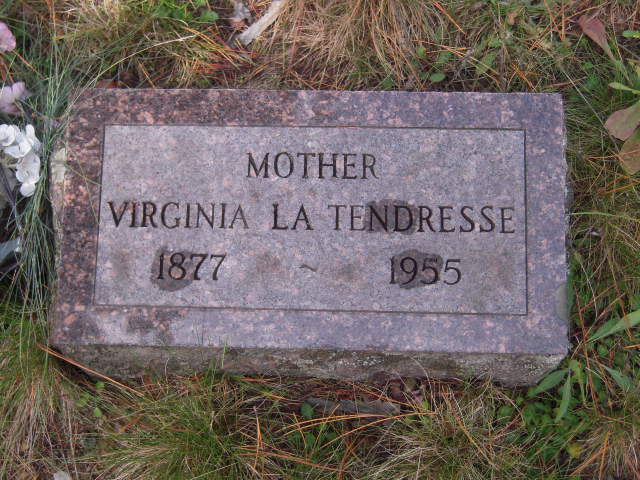 MOTHER
VIRGINIA LA TENDRESSE
1877 ~ 1955